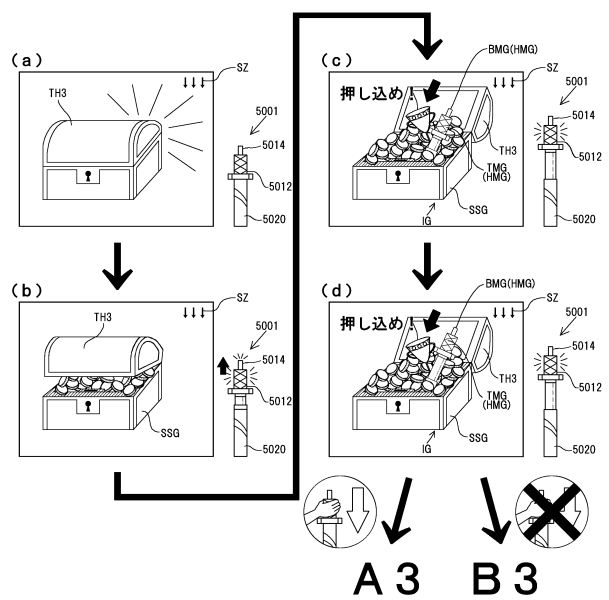 (a)
SZ
TH3
5001
5014
5012
5020
(b)
SZ
TH3
5001
5014
5012
SSG
5020
(c)
BMG(HMG)
SZ
押し込め!
5001
5014
TH3
5012
TMG
(HMG)
SSG
IG
5020
(d)
BMG(HMG)
SZ
押し込め!
5001
5014
TH3
5012
TMG
(HMG)
SSG
IG
5020
A3
B3